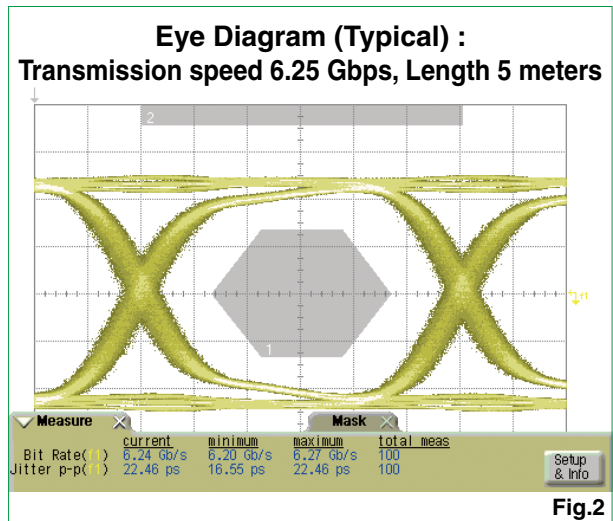 Eye Diagram (Typical) :
Transmission speed 6.25 Gbps, Length 5 meters
2
f1
1
Measure Mask
current minimum maximum total meas
Bit Rate(f1) 6.24 Gb/s 6.20 Gb/s 6.27 Gb/s 100
Jitter p-p(f1) 22.46 ps 16.55 ps 22.46 ps 100
Setup
& Info
Fig.2